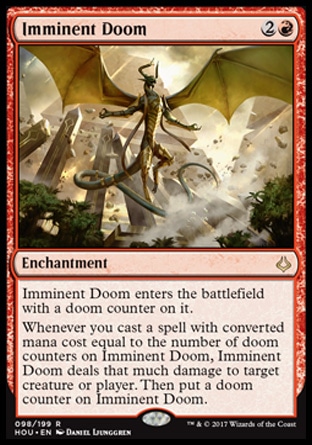 Imminent Doom 2
Enchantment
Imminent Doom enters the battlefield
with a doom counter on it.
Whenever you cast a spell with converted
mana cost equal to the number of doom
counters on Imminent Doom, Imminent
Doom deals that much damage to target
creature or player. Then put a doom
counter on Imminent Doom.
098/199 R
HOU • EN Daniel Ljunggren ™ & © 2017 Wizards of the Coast